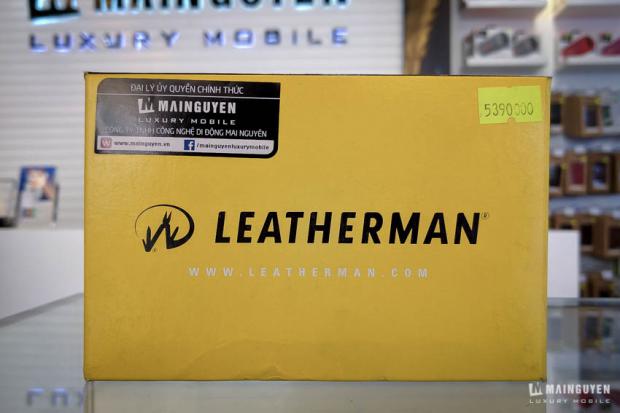 MAINGUYEN
LUXURY MOBILE
ĐẠI LÝ ỦY QUYỀN CHÍNH THỨC
MAINGUYEN
LUXURY MOBILE
CÔNG TY TNHH CÔNG NGHỆ DI ĐỘNG MAI NGUYÊN
www.mainguyen.vn
/mainguyenluxurymobile
5390000
LEATHERMAN®
WWW.LEATHERMAN.COM
MAINGUYEN
LUXURY MOBILE